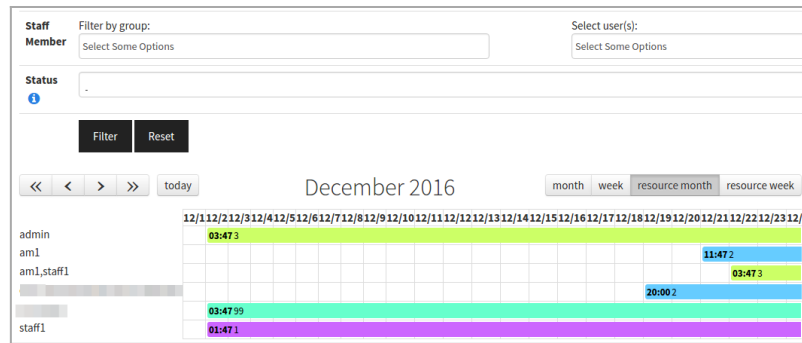 Staff Member
Filter by group:
Select user(s):
Select Some Options
Select Some Options
Status
-
Filter
Reset
today
December 2016
month
week
resource month
resource week
12/1 12/2 12/3 12/4 12/5 12/6 12/7 12/8 12/9 12/10 12/11 12/12 12/13 12/14 12/15 12/16 12/17 12/18 12/19 12/20 12/21 12/22 12/23 12/
admin
03:47 3
am1
11:47 2
am1,staff1
03:47 3
20:00 2
03:47 99
staff1
01:47 1